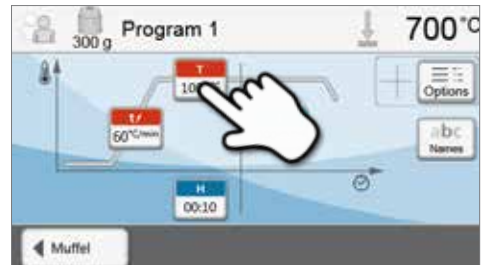 300 g
Program 1
700°C
T
t/
60°C/min
H
00:10
Options
abc
Names
Muffel